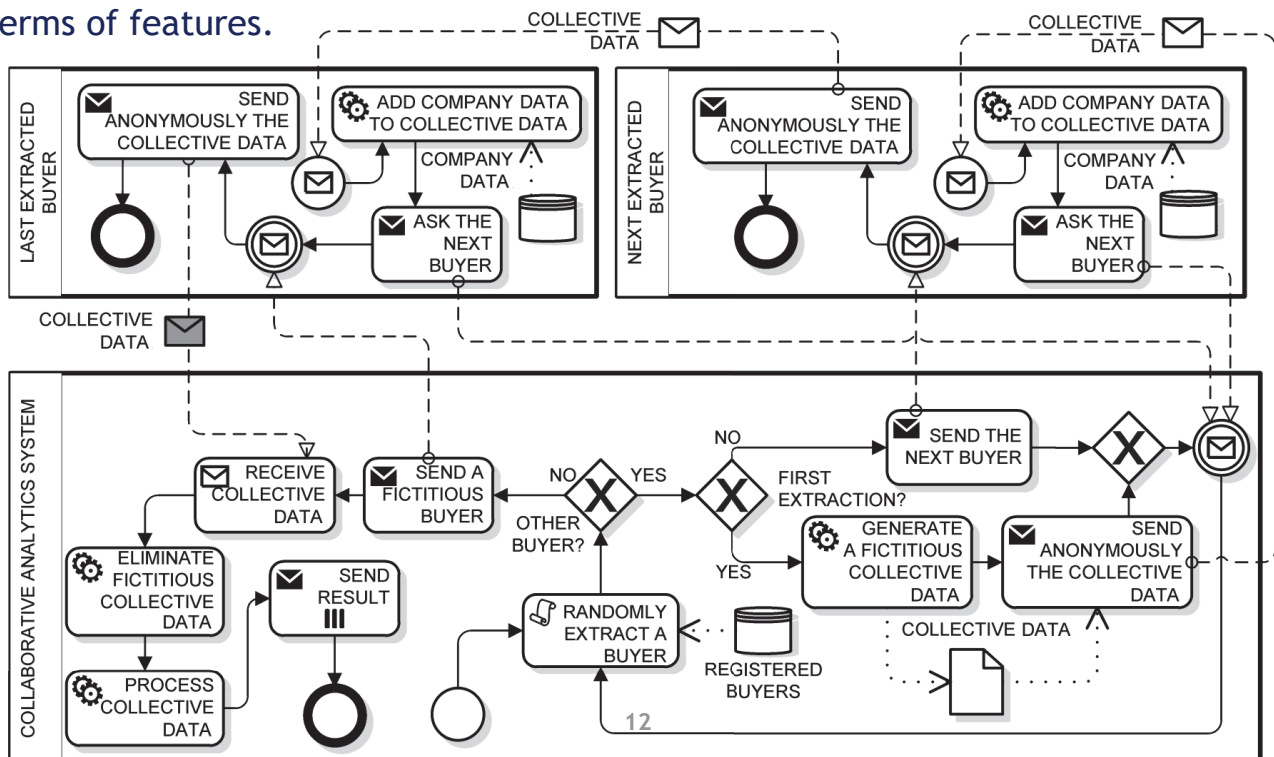 erms of features.
COLLECTIVE
DATA
COLLECTIVE
DATA
LAST EXTRACTED
BUYER
SEND
ANONYMOUSLY THE
COLLECTIVE DATA
ADD COMPANY DATA
TO COLLECTIVE DATA
COMPANY
DATA
ASK THE
NEXT
BUYER
NEXT EXTRACTED
BUYER
SEND
ANONYMOUSLY THE
COLLECTIVE DATA
ADD COMPANY DATA
TO COLLECTIVE DATA
COMPANY
DATA
ASK THE
NEXT
BUYER
COLLECTIVE
DATA
COLLABORATIVE ANALYTICS SYSTEM
RECEIVE
COLLECTIVE
DATA
SEND A
FICTITIOUS
BUYER
NO
YES
OTHER
BUYER?
NO
FIRST
EXTRACTION?
YES
SEND THE
NEXT BUYER
GENERATE
A FICTITIOUS
COLLECTIVE
DATA
SEND
ANONYMOUSLY
THE COLLECTIVE
DATA
ELIMINATE
FICTITIOUS
COLLECTIVE
DATA
SEND
RESULT
RANDOMLY
EXTRACT A
BUYER
REGISTERED
BUYERS
COLLECTIVE DATA
PROCESS
COLLECTIVE
DATA
12